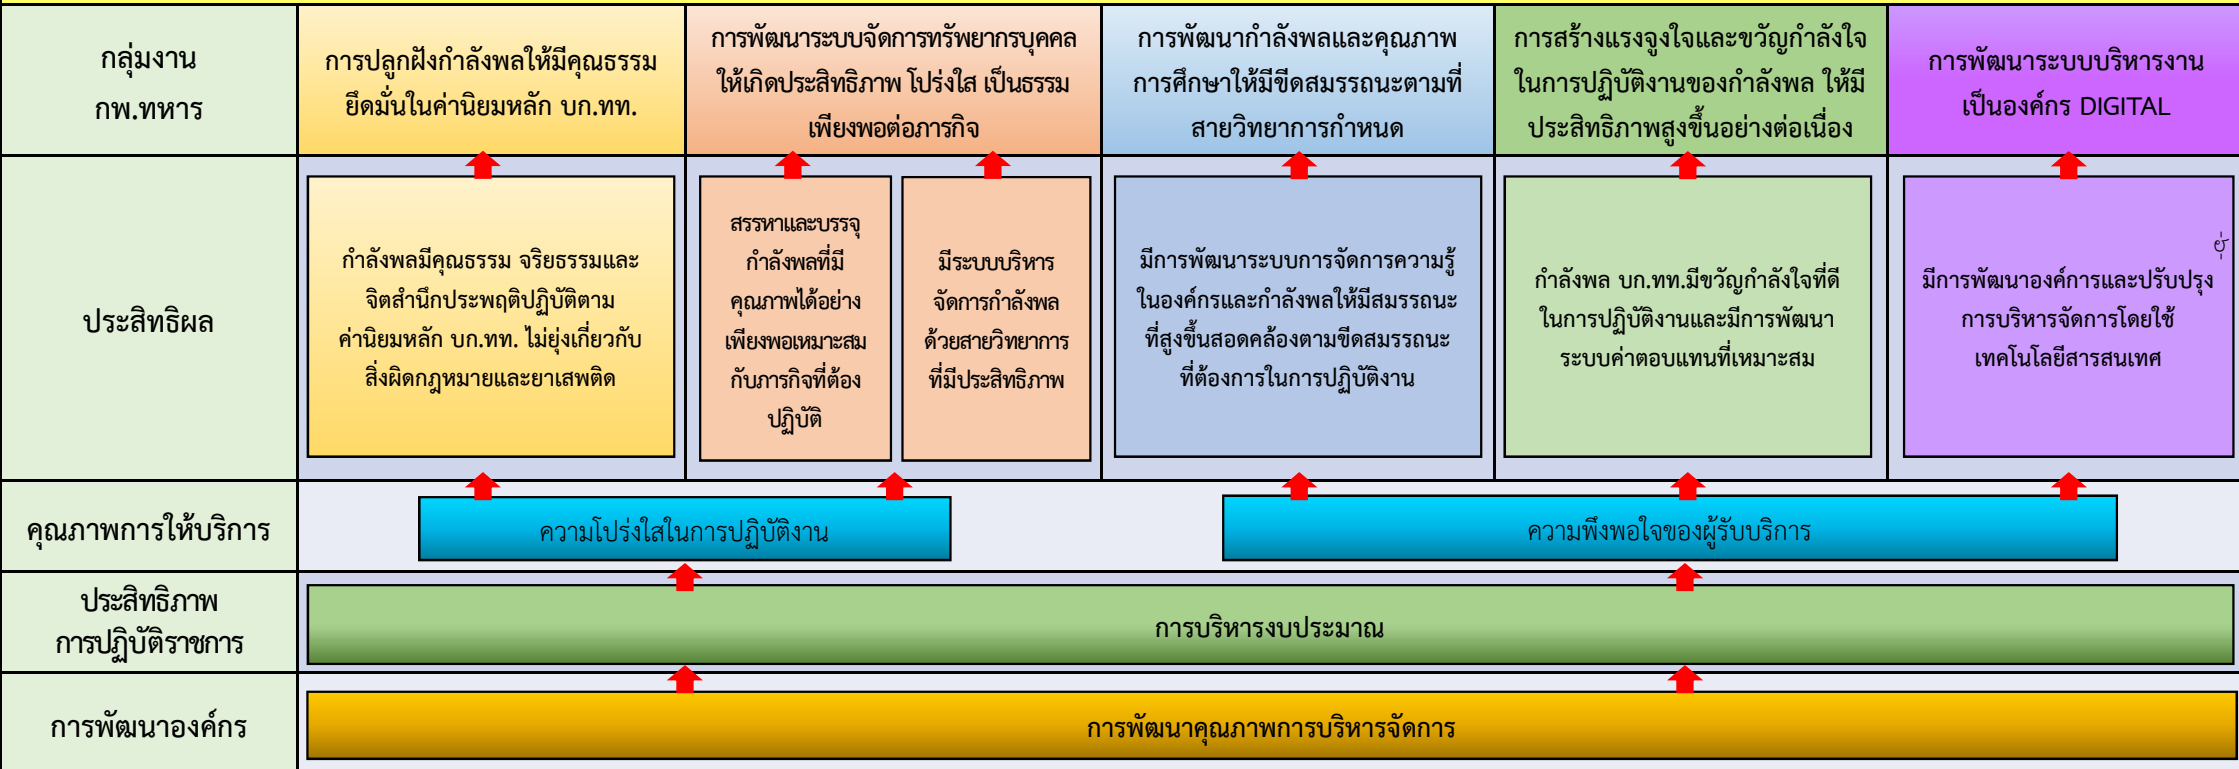 กลุ่มงาน
กพ.ทหาร
การปลูกฝังกำลังพลให้มีคุณธรรม
ยึดมั่นในค่านิยมหลัก บก.ทท.
การพัฒนาระบบจัดการทรัพยากรบุคคล
ให้เกิดประสิทธิภาพ โปร่งใส เป็นธรรม
เพียงพอต่อภารกิจ
การพัฒนากำลังพลและคุณภาพ
การศึกษาให้มีขีดสมรรถนะตามที่
สายวิทยาการกำหนด
การสร้างแรงจูงใจและขวัญกำลังใจ
ในการปฏิบัติงานของกำลังพล ให้มี
ประสิทธิภาพสูงขึ้นอย่างต่อเนื่อง
การพัฒนาระบบบริหารงาน
เป็นองค์กร DIGITAL
ประสิทธิผล
กำลังพลมีคุณธรรม จริยธรรมและ
จิตสำนึกประพฤติปฏิบัติตาม
ค่านิยมหลัก บก.ทท. ไม่ยุ่งเกี่ยวกับ
สิ่งผิดกฎหมายและยาเสพติด
สรรหาและบรรจุ
กำลังพลที่มี
คุณภาพได้อย่าง
เพียงพอเหมาะสม
กับภารกิจที่ต้อง
ปฏิบัติ
มีระบบบริหาร
จัดการกำลังพล
ด้วยสายวิทยาการ
ที่มีประสิทธิภาพ
มีการพัฒนาระบบการจัดการความรู้
ในองค์กรและกำลังพลให้มีสมรรถนะ
ที่สูงขึ้นสอดคล้องตามขีดสมรรถนะ
ที่ต้องการในการปฏิบัติงาน
กำลังพล บก.ทท.มีขวัญกำลังใจที่ดี
ในการปฏิบัติงานและมีการพัฒนา
ระบบค่าตอบแทนที่เหมาะสม
มีการพัฒนาองค์การและปรับปรุง
การบริหารจัดการโดยใช้
เทคโนโลยีสารสนเทศ
คุณภาพการให้บริการ
ความโปร่งใสในการปฏิบัติงาน
ความพึงพอใจของผู้รับบริการ
ประสิทธิภาพ
การปฏิบัติราชการ
การบริหารงบประมาณ
การพัฒนาองค์กร
การพัฒนาคุณภาพการบริหารจัดการ